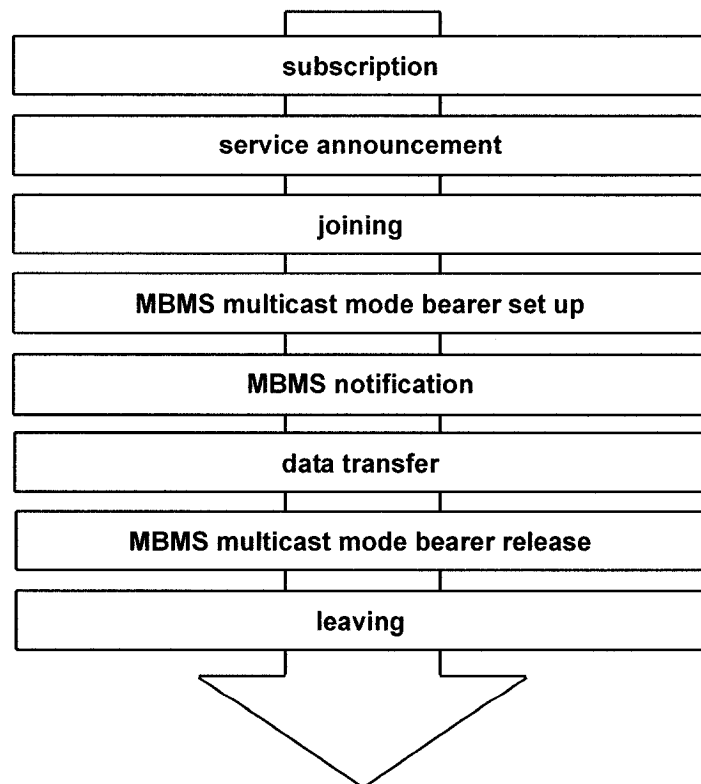 subscription
service announcement
joining
MBMS multicast mode bearer set up
MBMS notification
data transfer
MBMS multicast mode bearer release
leaving